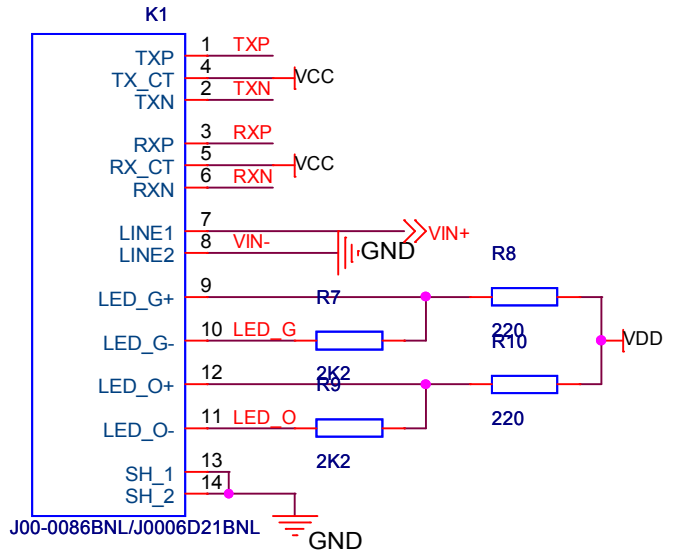 K1
TXP 1 TXP
TX_CT 4 VCC
TXN 2 TXN
RXP 3 RXP
RX_CT 5 VCC
RXN 6 RXN
LINE1 7 VIN+
LINE2 8 VIN- GND
R8
LED_G+ 9
R7
220
LED_G- 10 LED_G VDD
R10
2K2
LED_O+ 12
R9
220
LED_O- 11 LED_O
2K2
SH_1 13
SH_2 14
J00-0086BNL/J0006D21BNL
GND